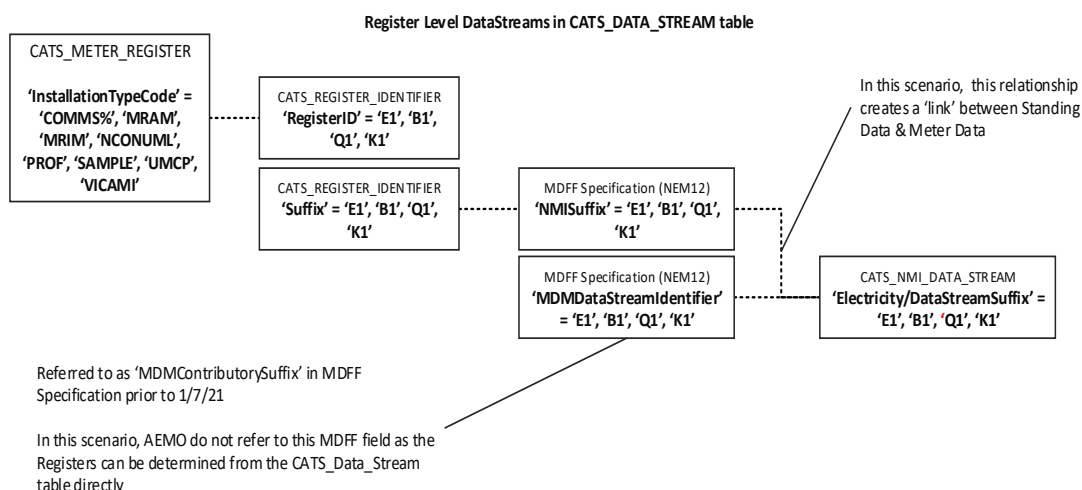 Register Level DataStreams in CATS_DATA_STREAM table
CATS_METER_REGISTER
‘InstallationTypeCode’ =
‘COMMS%’, ‘MRAM’,
‘MRIM’, ‘NCONUML’,
‘PROF’, ‘SAMPLE’, ‘UMCP’,
‘VICAMI’
CATS_REGISTER_IDENTIFIER
‘RegisterID’ = ‘E1’, ‘B1’,
‘Q1’, ‘K1’
CATS_REGISTER_IDENTIFIER
‘Suffix’ = ‘E1’, ‘B1’, ‘Q1’,
‘K1’
MDFF Specification (NEM12)
‘NMISuffix’ = ‘E1’, ‘B1’, ‘Q1’,
‘K1’
MDFF Specification (NEM12)
‘MDMDataStreamIdentifier’
= ‘E1’, ‘B1’, ‘Q1’, ‘K1’
In this scenario, this relationship
creates a ‘link’ between Standing
Data & Meter Data
CATS_NMI_DATA_STREAM
‘Electricity/DataStreamSuffix’ =
‘E1’, ‘B1’, ‘Q1’, ‘K1’
Referred to as ‘MDMContributorySuffix’ in MDFF
Specification prior to 1/7/21
In this scenario, AEMO do not refer to this MDFF field as the
Registers can be determined from the CATS_Data_Stream
table directly